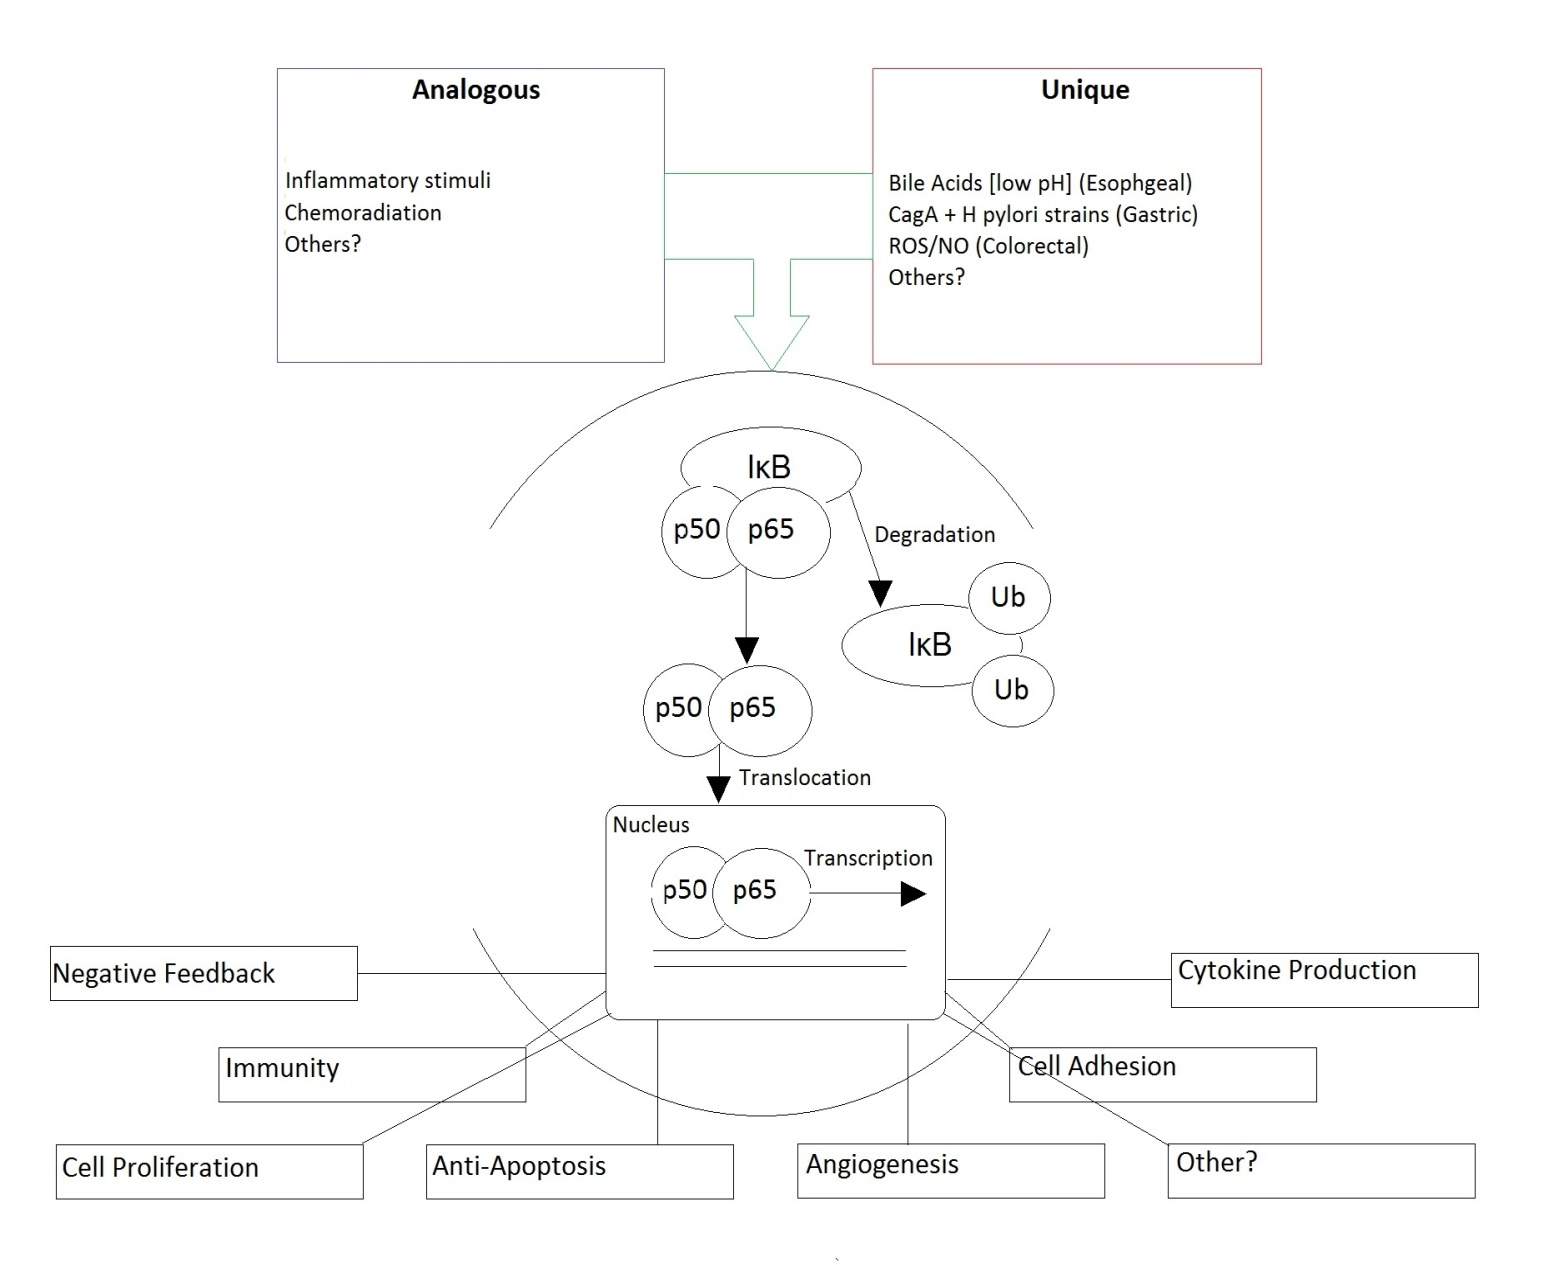 Analogous
Inflammatory stimuli
Chemoradiation
Others?
Unique
Bile Acids [low pH] (Esophgeal)
CagA + H pylori strains (Gastric)
ROS/NO (Colorectal)
Others?
IκB
p50
p65
Degradation
Ub
IκB
Ub
p50
p65
Translocation
Nucleus
Transcription
p50
p65
Negative Feedback
Cytokine Production
Immunity
Cell Adhesion
Cell Proliferation
Anti-Apoptosis
Angiogenesis
Other?